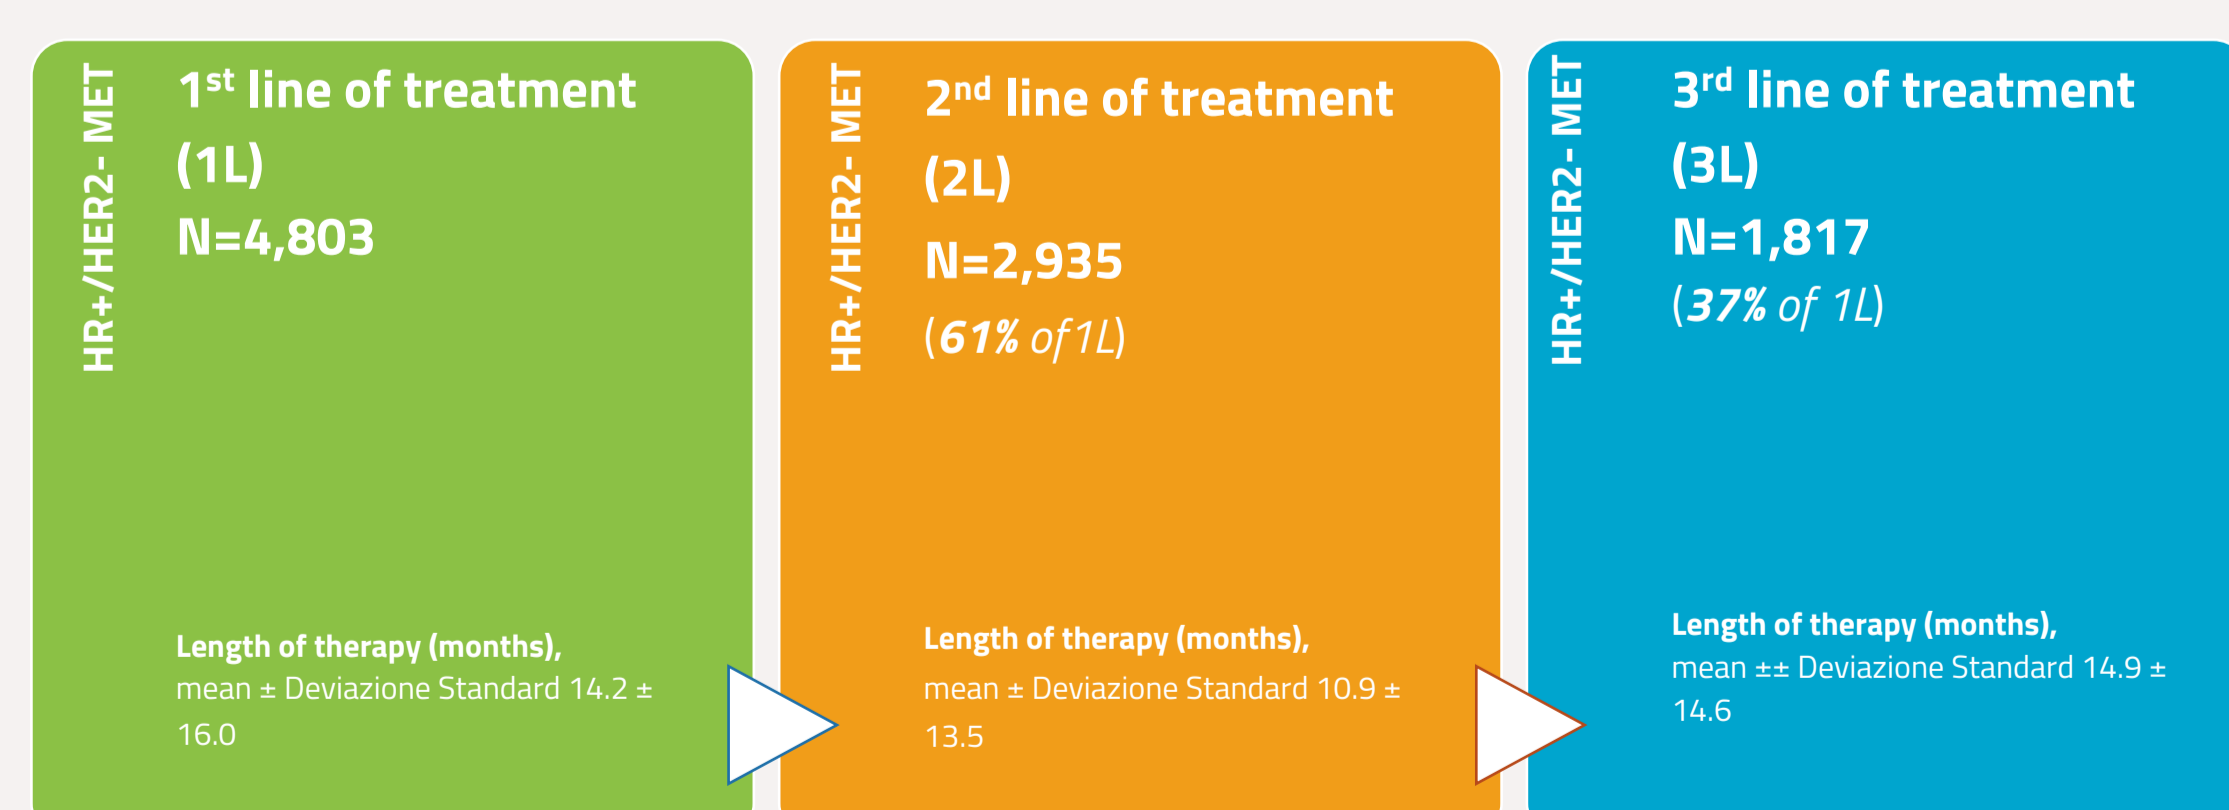 HR+/HER2- MET
1st line of treatment
(1L)
N=4,803
Length of therapy (months),
mean ± Deviazione Standard 14.2 ±
16.0
HR+/HER2- MET
2nd line of treatment
(2L)
N=2,935
(61% of 1L)
Length of therapy (months),
mean ± Deviazione Standard 10.9 ±
13.5
HR+/HER2- MET
3rd line of treatment
(3L)
N=1,817
(37% of 1L)
Length of therapy (months),
mean ±± Deviazione Standard 14.9 ±
14.6